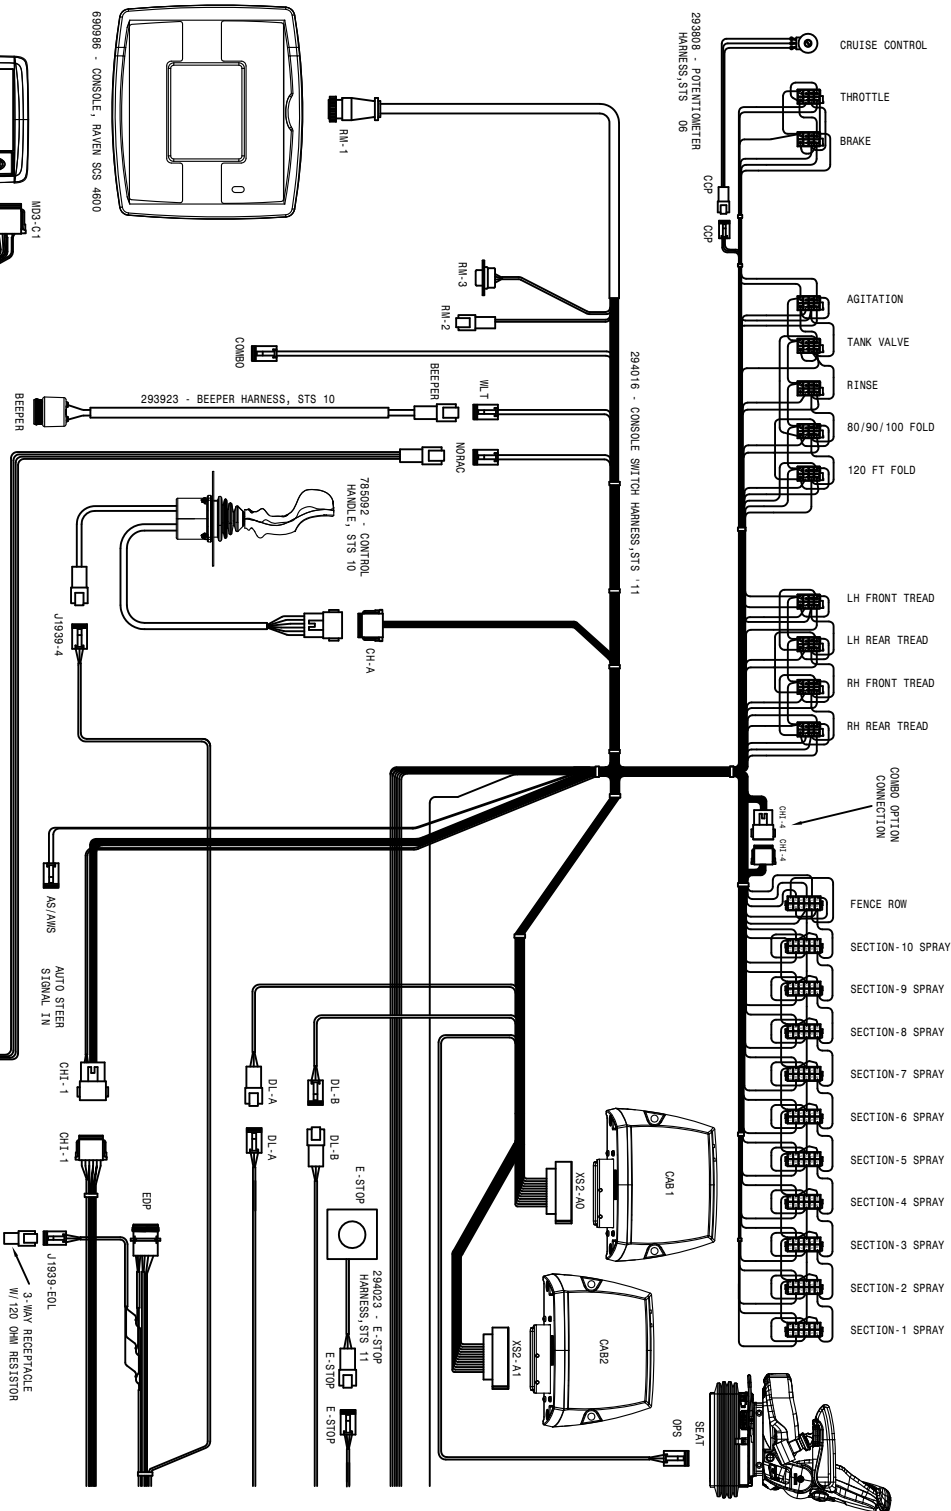 690986 - CONSOLE, RAVEN SCS 4600
MD3-C1
RM-1
293808 - POTENTIOMETER
HARNESS,STS 06
CCP
CCP
CRUISE CONTROL
THROTTLE
BRAKE
AGITATION
TANK VALVE
RINSE
80/90/100 FOLD
120 FT FOLD
LH FRONT TREAD
LH REAR TREAD
RH FRONT TREAD
RH REAR TREAD
COMBO OPTION
CONNECTION
CHI-4
CHI-4
FENCE ROW
SECTION-10 SPRAY
SECTION-9 SPRAY
SECTION-8 SPRAY
SECTION-7 SPRAY
SECTION-6 SPRAY
SECTION-5 SPRAY
SECTION-4 SPRAY
SECTION-3 SPRAY
SECTION-2 SPRAY
SECTION-1 SPRAY
RM-3
RM-2
COMBO
BEEPER
WLT
293923 - BEEPER HARNESS, STS 10
BEEPER
NORAC
294016 - CONSOLE SWITCH HARNESS,STS '11
785092 - CONTROL
HANDLE, STS 10
J1939-4
CH-A
AS/AWS
AUTO STEER
SIGNAL IN
CHI-1
CHI-1
DL-A
DL-B
DL-A
DL-B
E-STOP
294023 - E-STOP
HARNESS,STS 11
E-STOP
E-STOP
EDP
J1939-EOL
3-WAY RECEPTACLE
W/120 OHM RESISTOR
CAB1
XS2-A0
CAB2
XS2-A1
SEAT
OPS